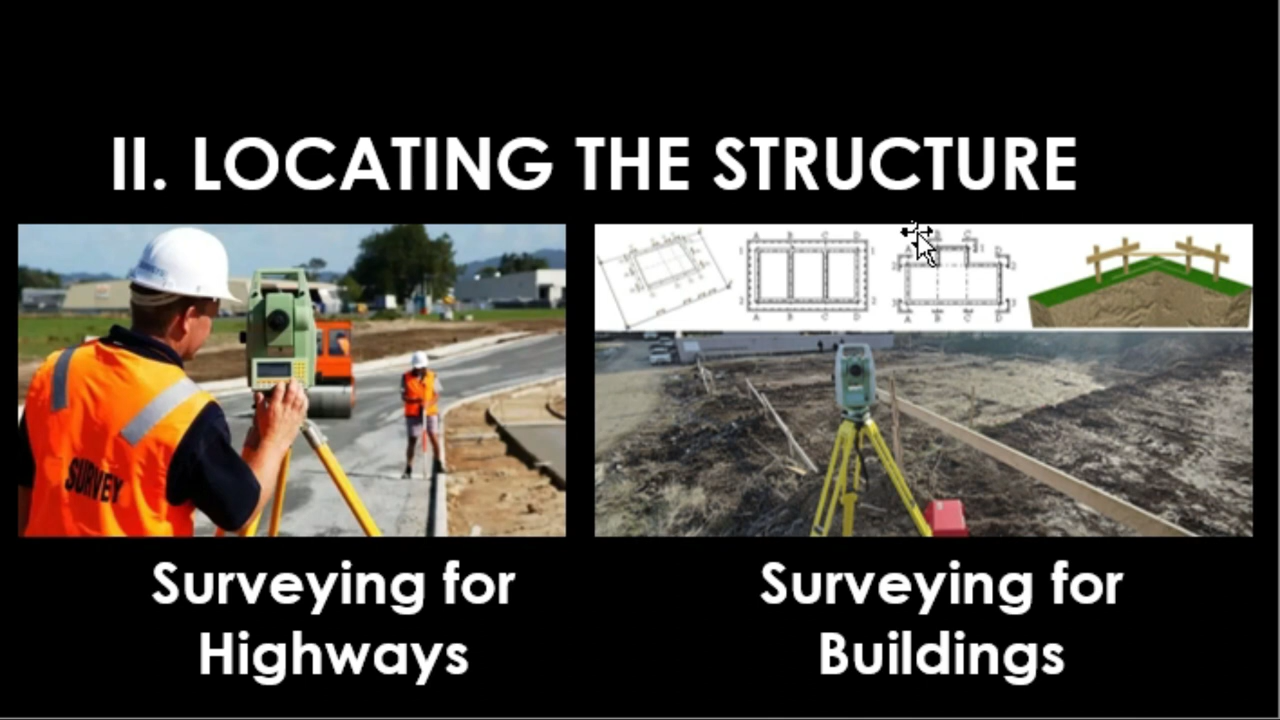 II. LOCATING THE STRUCTURE
SURVEY
A B C D
A B C D
Surveying for
Highways
Surveying for
Buildings